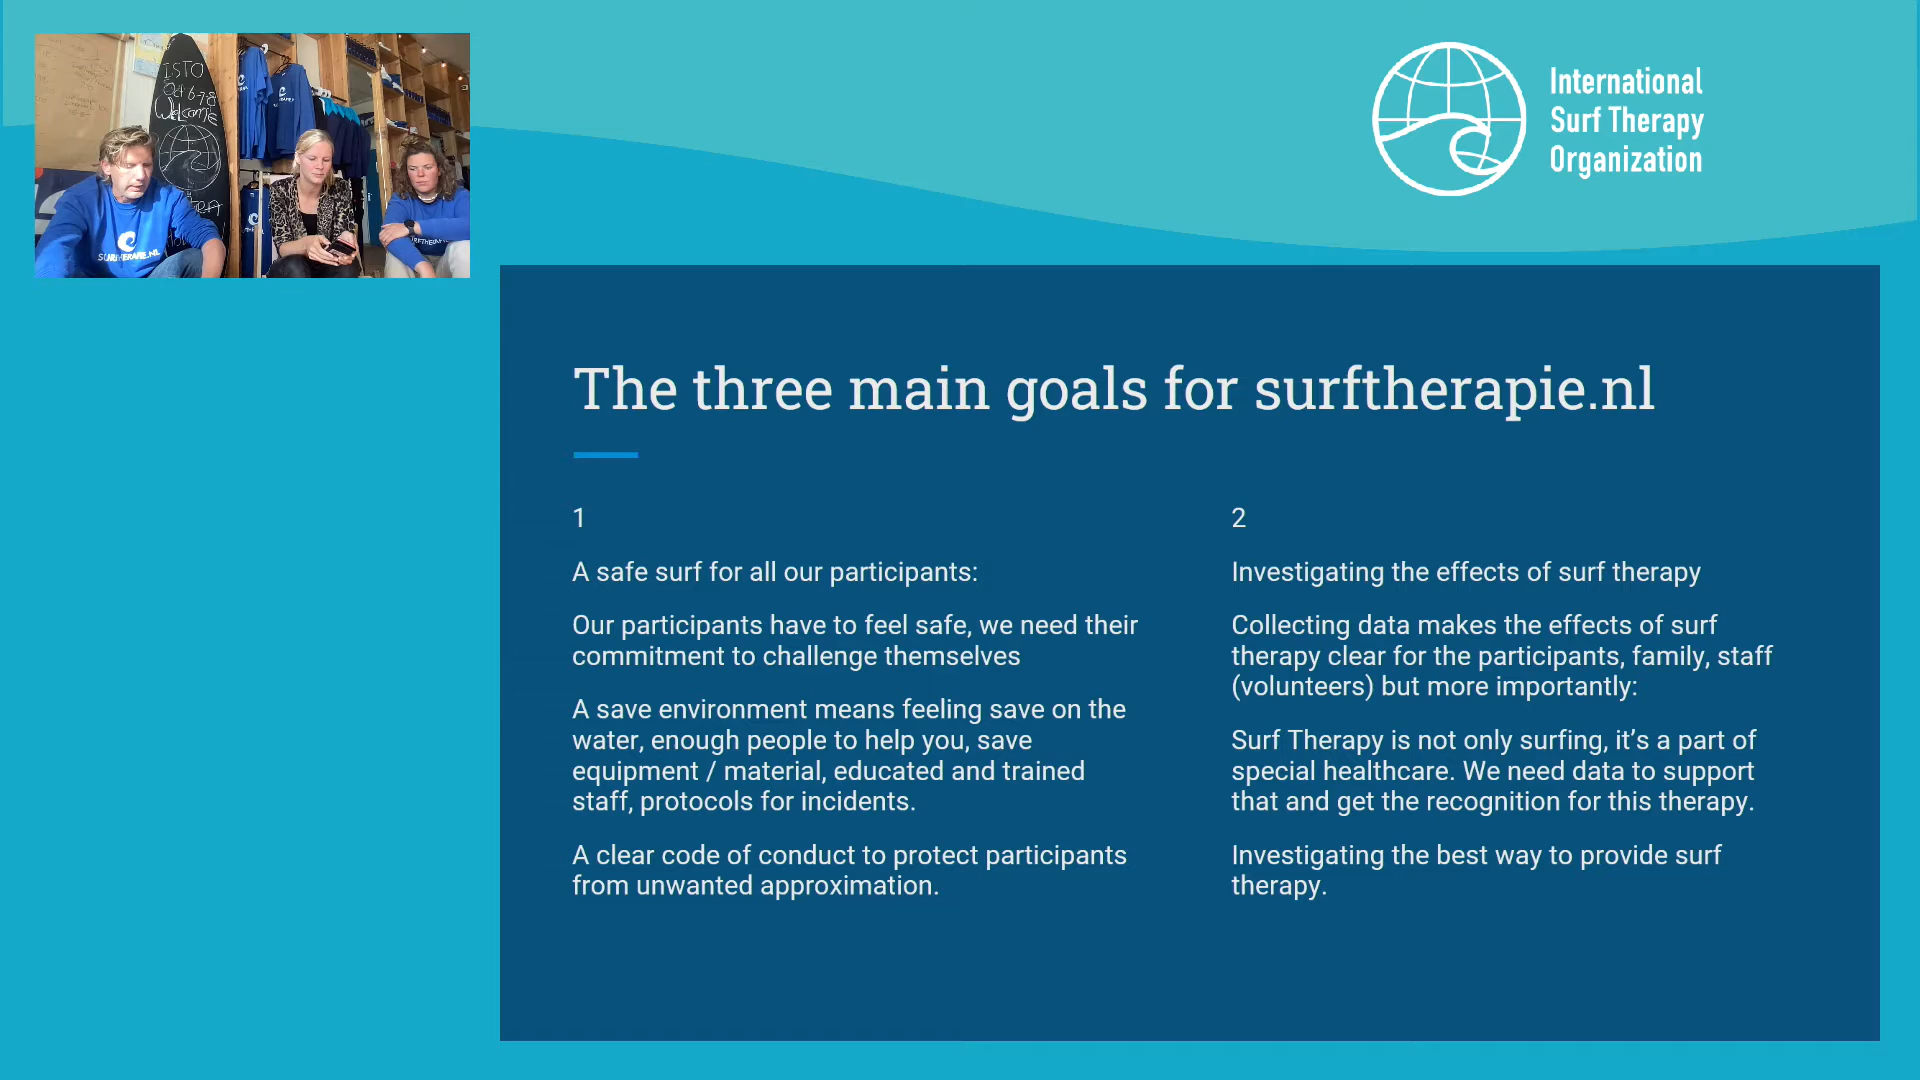 ISTO
Welcome
SURFTHERAPIE.NL
International
Surf Therapy
Organization
The three main goals for surftherapie.nl
1
A safe surf for all our participants:
Our participants have to feel safe, we need their
commitment to challenge themselves
A save environment means feeling save on the
water, enough people to help you, save
equipment / material, educated and trained
staff, protocols for incidents.
A clear code of conduct to protect participants
from unwanted approximation.
2
Investigating the effects of surf therapy
Collecting data makes the effects of surf
therapy clear for the participants, family, staff
(volunteers) but more importantly:
Surf Therapy is not only surfing, it’s a part of
special healthcare. We need data to support
that and get the recognition for this therapy.
Investigating the best way to provide surf
therapy.